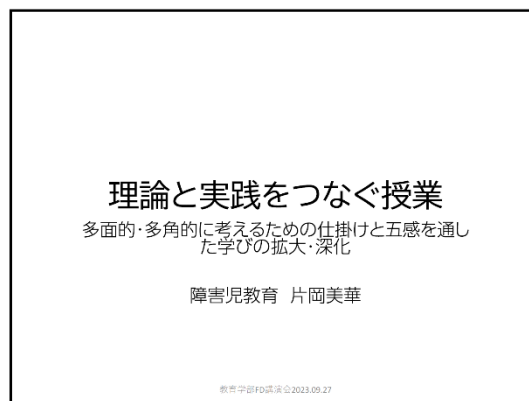 理論と実践をつなぐ授業
多面的・多角的に考えるための仕掛けと五感を通し
た学びの拡大・深化
障害児教育 片岡美華
教育学部FD講演会2023.09.27